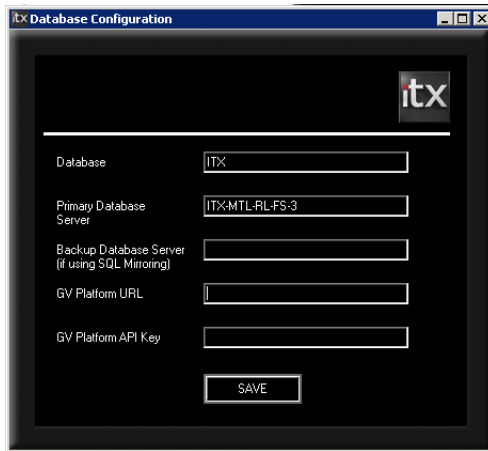 itx Database Configuration
itx
Database
ITX
Primary Database
Server
ITX-MTL-RL-FS-3
Backup Database Server
(if using SQL Mirroring)
GV Platform URL
GV Platform API Key
SAVE